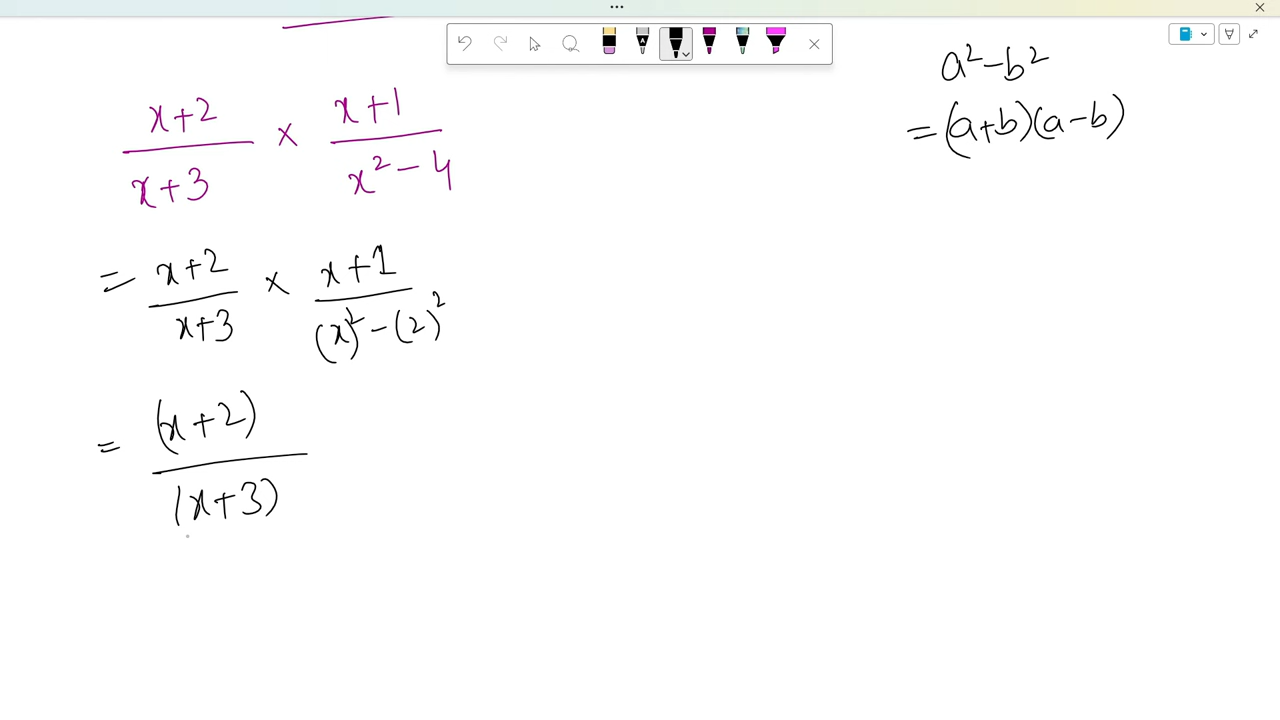 a² − b²
= (a+b)(a−b)
x+2/x+3 × x+1/x² − 4
= x+2/x+3 × x+1/(x)² − (2)²
= (x+2)/(x+3)